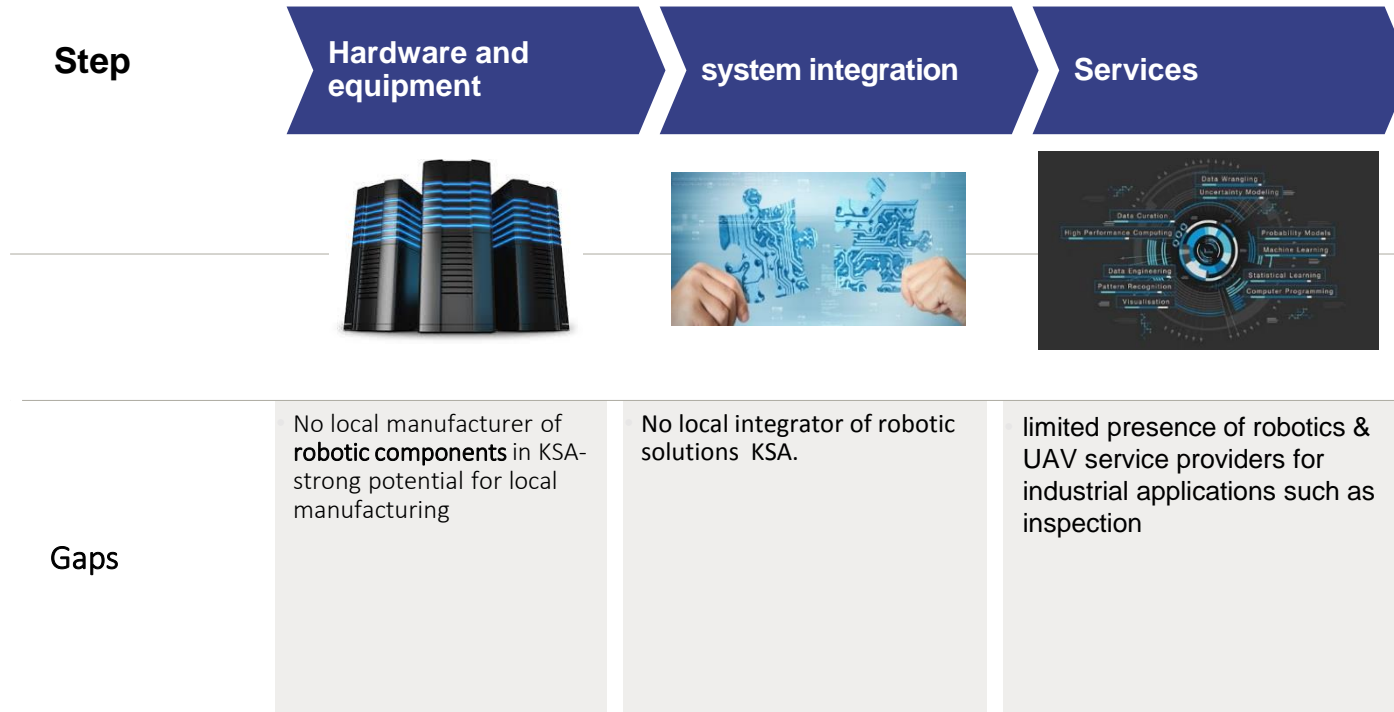 Step
Hardware and
equipment
system integration
Services
Data Wrangling
Uncertainty Modeling
Data Curation
High Performance Computing
Probability Models
Machine Learning
Data Engineering
Statistical Learning
Pattern Recognition
Computer Programming
Visualisation
Gaps
No local manufacturer of
robotic components in KSA-
strong potential for local
manufacturing
No local integrator of robotic
solutions KSA.
limited presence of robotics &
UAV service providers for
industrial applications such as
inspection